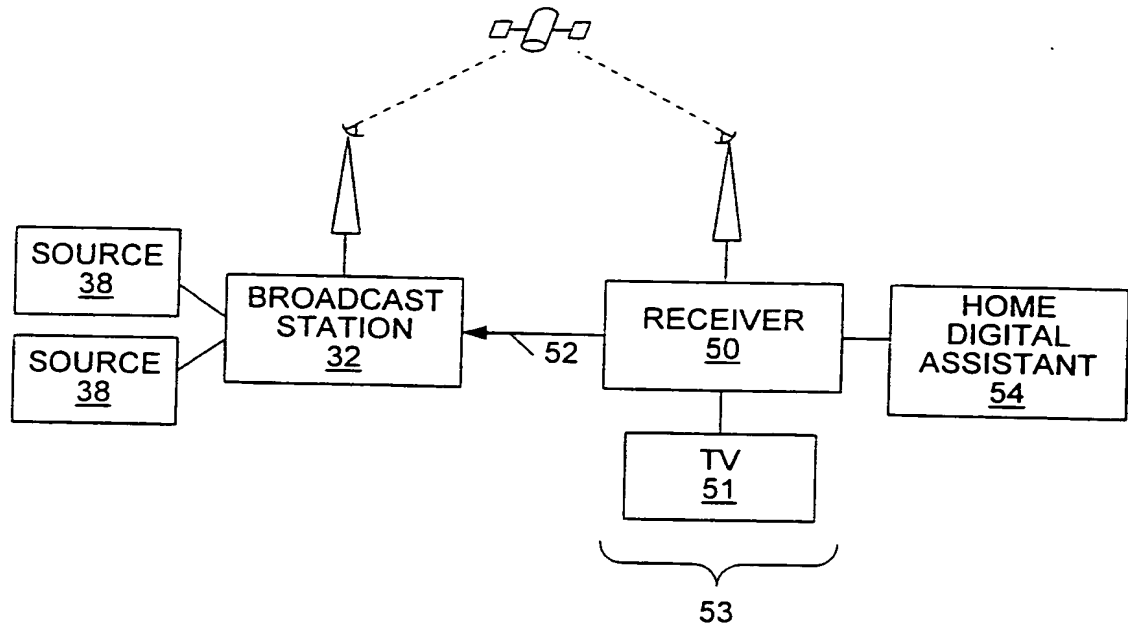 SOURCE
38
SOURCE
38
BROADCAST
STATION
32
52
RECEIVER
50
HOME
DIGITAL
ASSISTANT
54
TV
51
53